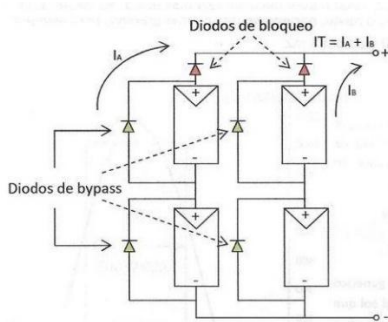 Diodos de bloqueo
IA
IT = IA + IB
+
IB
+
+
-
-
Diodos de bypass
+
+
-
-
-